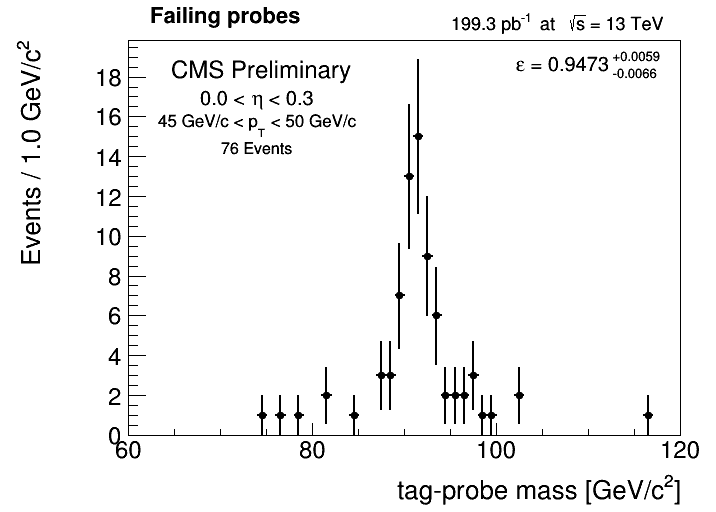 Failing probes
199.3 pb⁻¹ at √s = 13 TeV
CMS Preliminary
ε = 0.9473 +0.0059 -0.0066
0.0 < η < 0.3
45 GeV/c < p_T < 50 GeV/c
76 Events
Events / 1.0 GeV/c²
18
16
14
12
10
8
6
4
2
0
60 80 100 120
tag-probe mass [GeV/c²]